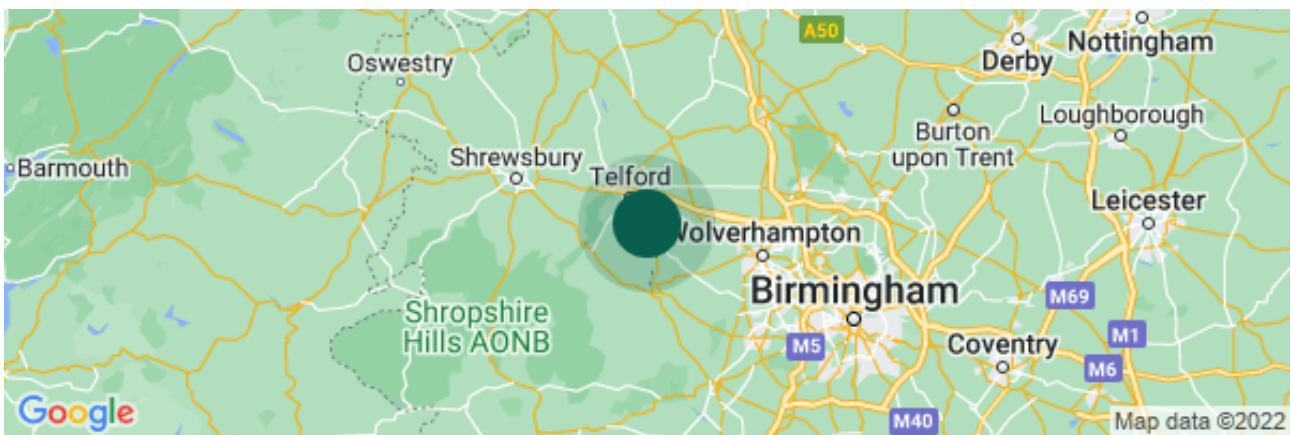 A50
Nottingham
Derby
Oswestry
Loughborough
Burton
upon Trent
Barmouth
Shrewsbury
Telford
Leicester
Wolverhampton
Birmingham
M69
Shropshire
Hills AONB
M1
M5
Coventry
M6
Google
M40
Map data ©2022